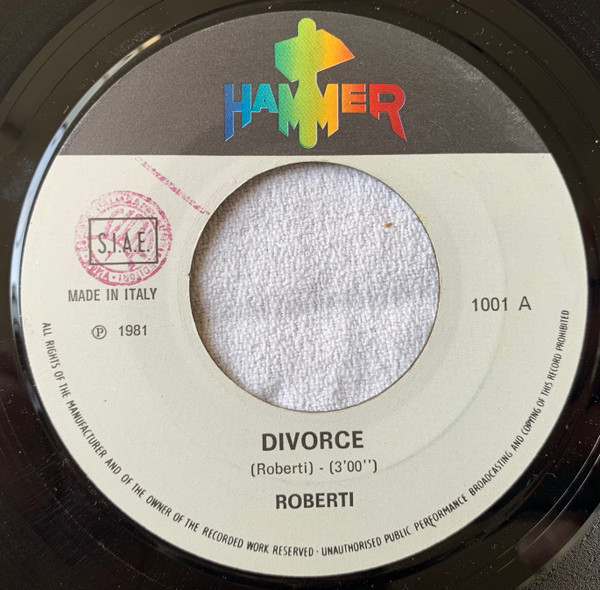 HAMMER
S.I.A.E.
MADE IN ITALY
℗ 1981
1001 A
DIVORCE
(Roberti) - (3'00'')
ROBERTI
ALL RIGHTS OF THE MANUFACTURER AND OF THE OWNER OF THE RECORDED WORK RESERVED · UNAUTHORISED PUBLIC PERFORMANCE BROADCASTING AND COPYING OF THIS RECORD PROHIBITED